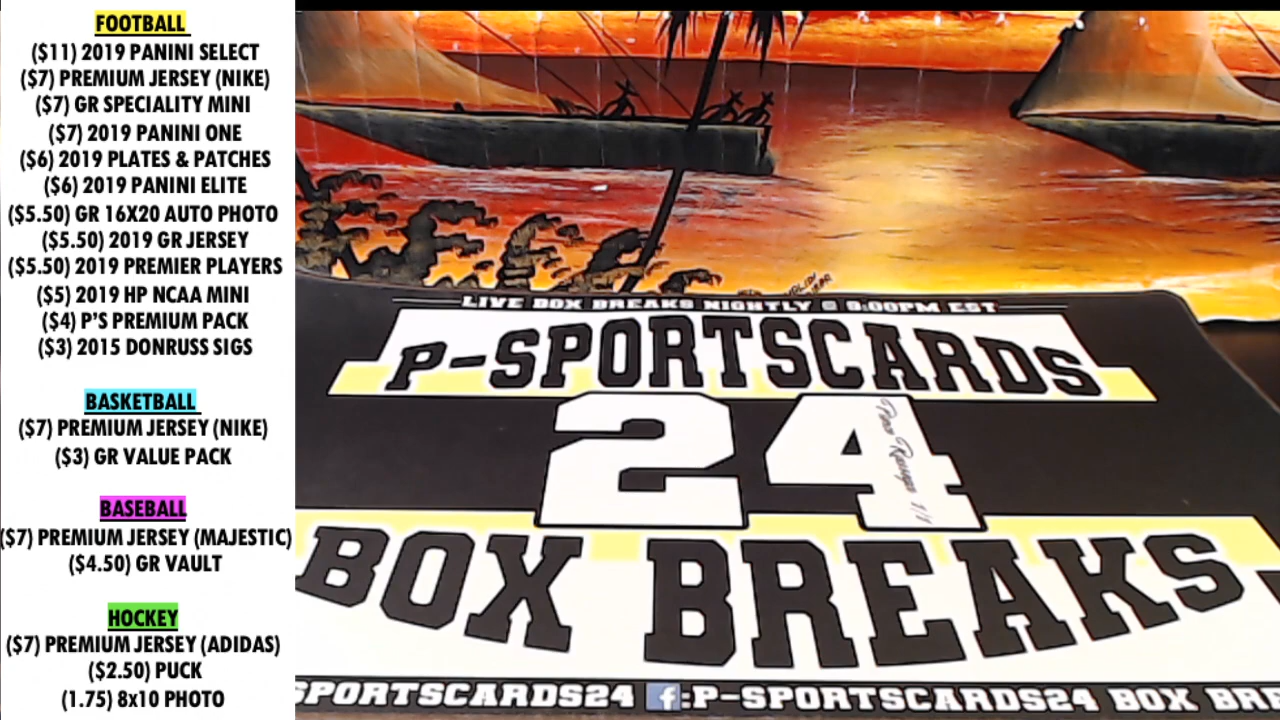 FOOTBALL
($11) 2019 PANINI SELECT
($7) PREMIUM JERSEY (NIKE)
($7) GR SPECIALITY MINI
($7) 2019 PANINI ONE
($6) 2019 PLATES & PATCHES
($6) 2019 PANINI ELITE
($5.50) GR 16X20 AUTO PHOTO
($5.50) 2019 GR JERSEY
($5.50) 2019 PREMIER PLAYERS
($5) 2019 HP NCAA MINI
($4) P'S PREMIUM PACK
($3) 2015 DONRUSS SIGS
BASKETBALL
($7) PREMIUM JERSEY (NIKE)
($3) GR VALUE PACK
BASEBALL
($7) PREMIUM JERSEY (MAJESTIC)
($4.50) GR VAULT
HOCKEY
($7) PREMIUM JERSEY (ADIDAS)
($2.50) PUCK
(1.75) 8x10 PHOTO
LIVE BOX BREAKS NIGHTLY @ 8:00PM EST
P-SPORTSCARDS
24
1/1
BOX BREAKS
SPORTSCARDS24 f:P-SPORTSCARDS24 BOX BRE